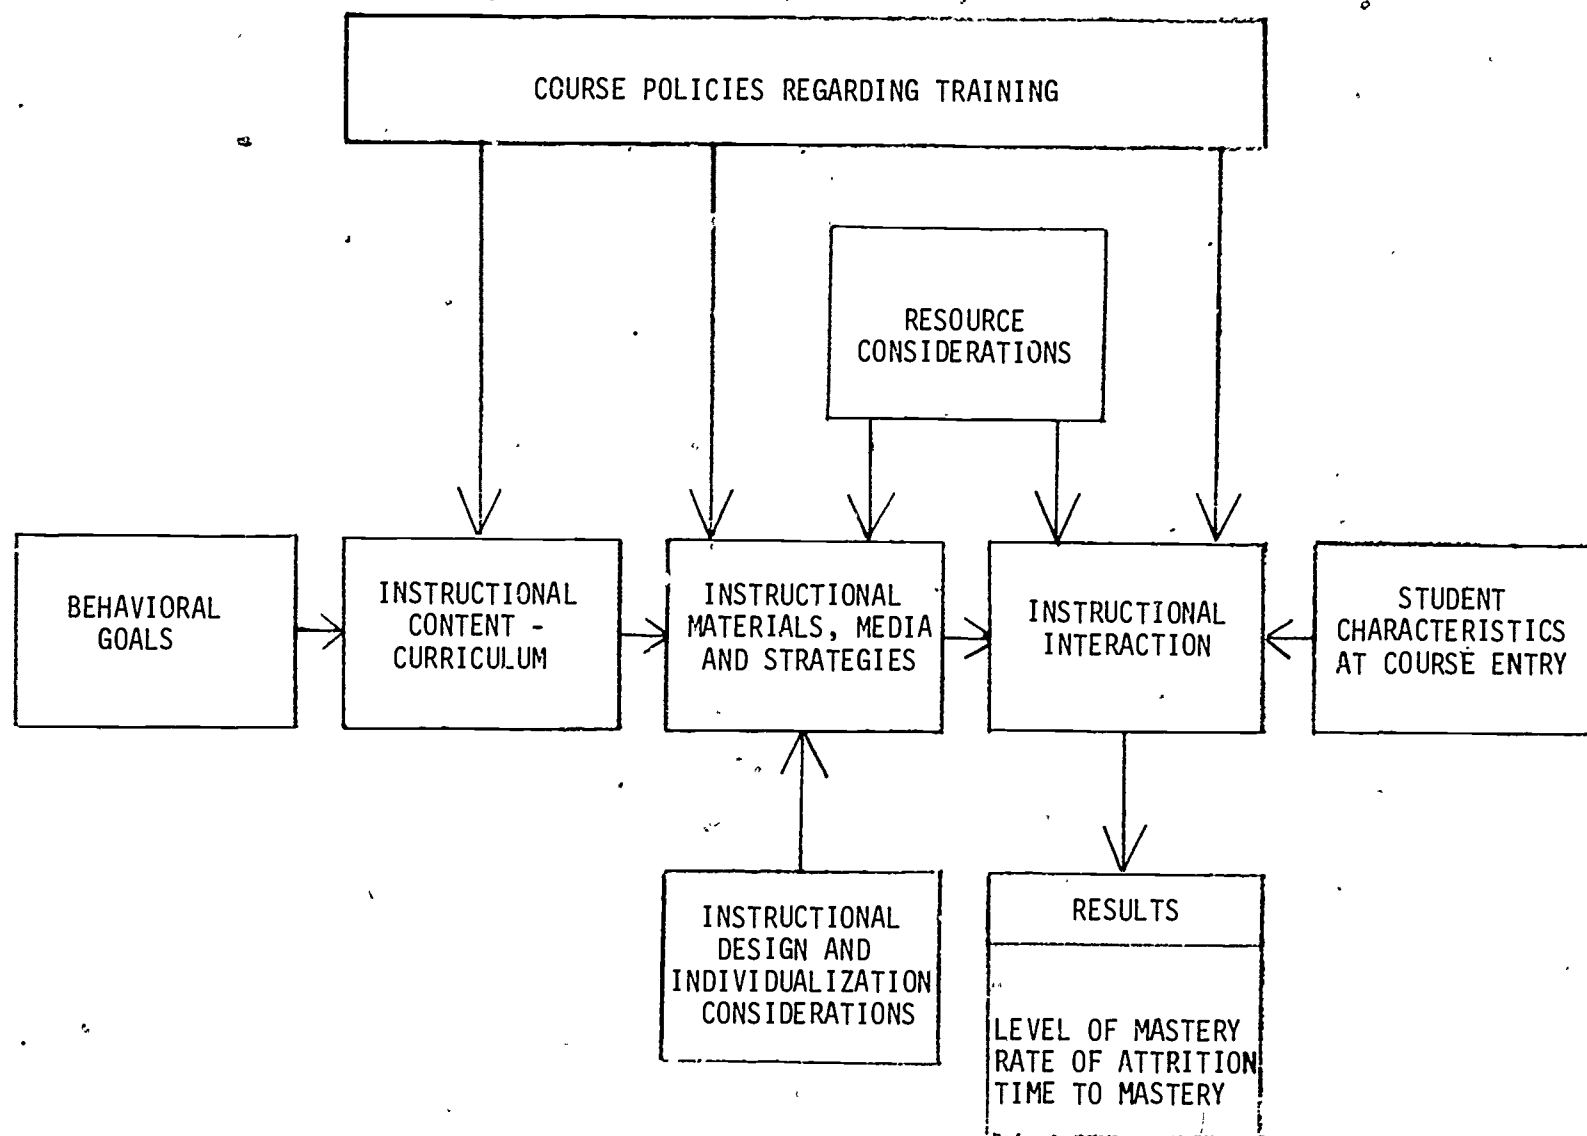 COURSE POLICIES REGARDING TRAINING
RESOURCE
CONSIDERATIONS
BEHAVIORAL
GOALS
INSTRUCTIONAL
CONTENT -
CURRICULUM
INSTRUCTIONAL
MATERIALS, MEDIA
AND STRATEGIES
INSTRUCTIONAL
INTERACTION
STUDENT
CHARACTERISTICS
AT COURSE ENTRY
INSTRUCTIONAL
DESIGN AND
INDIVIDUALIZATION
CONSIDERATIONS
RESULTS
LEVEL OF MASTERY
RATE OF ATTRITION
TIME TO MASTERY